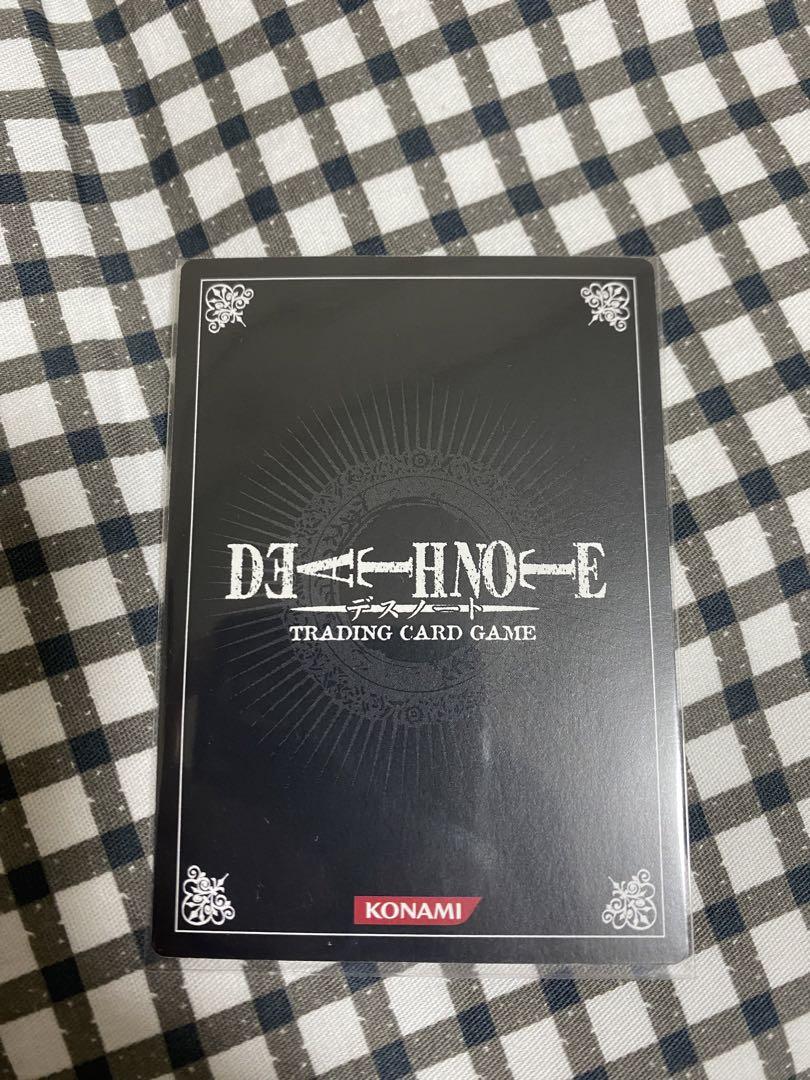 DEATH NOTE
デスノート
TRADING CARD GAME
KONAMI